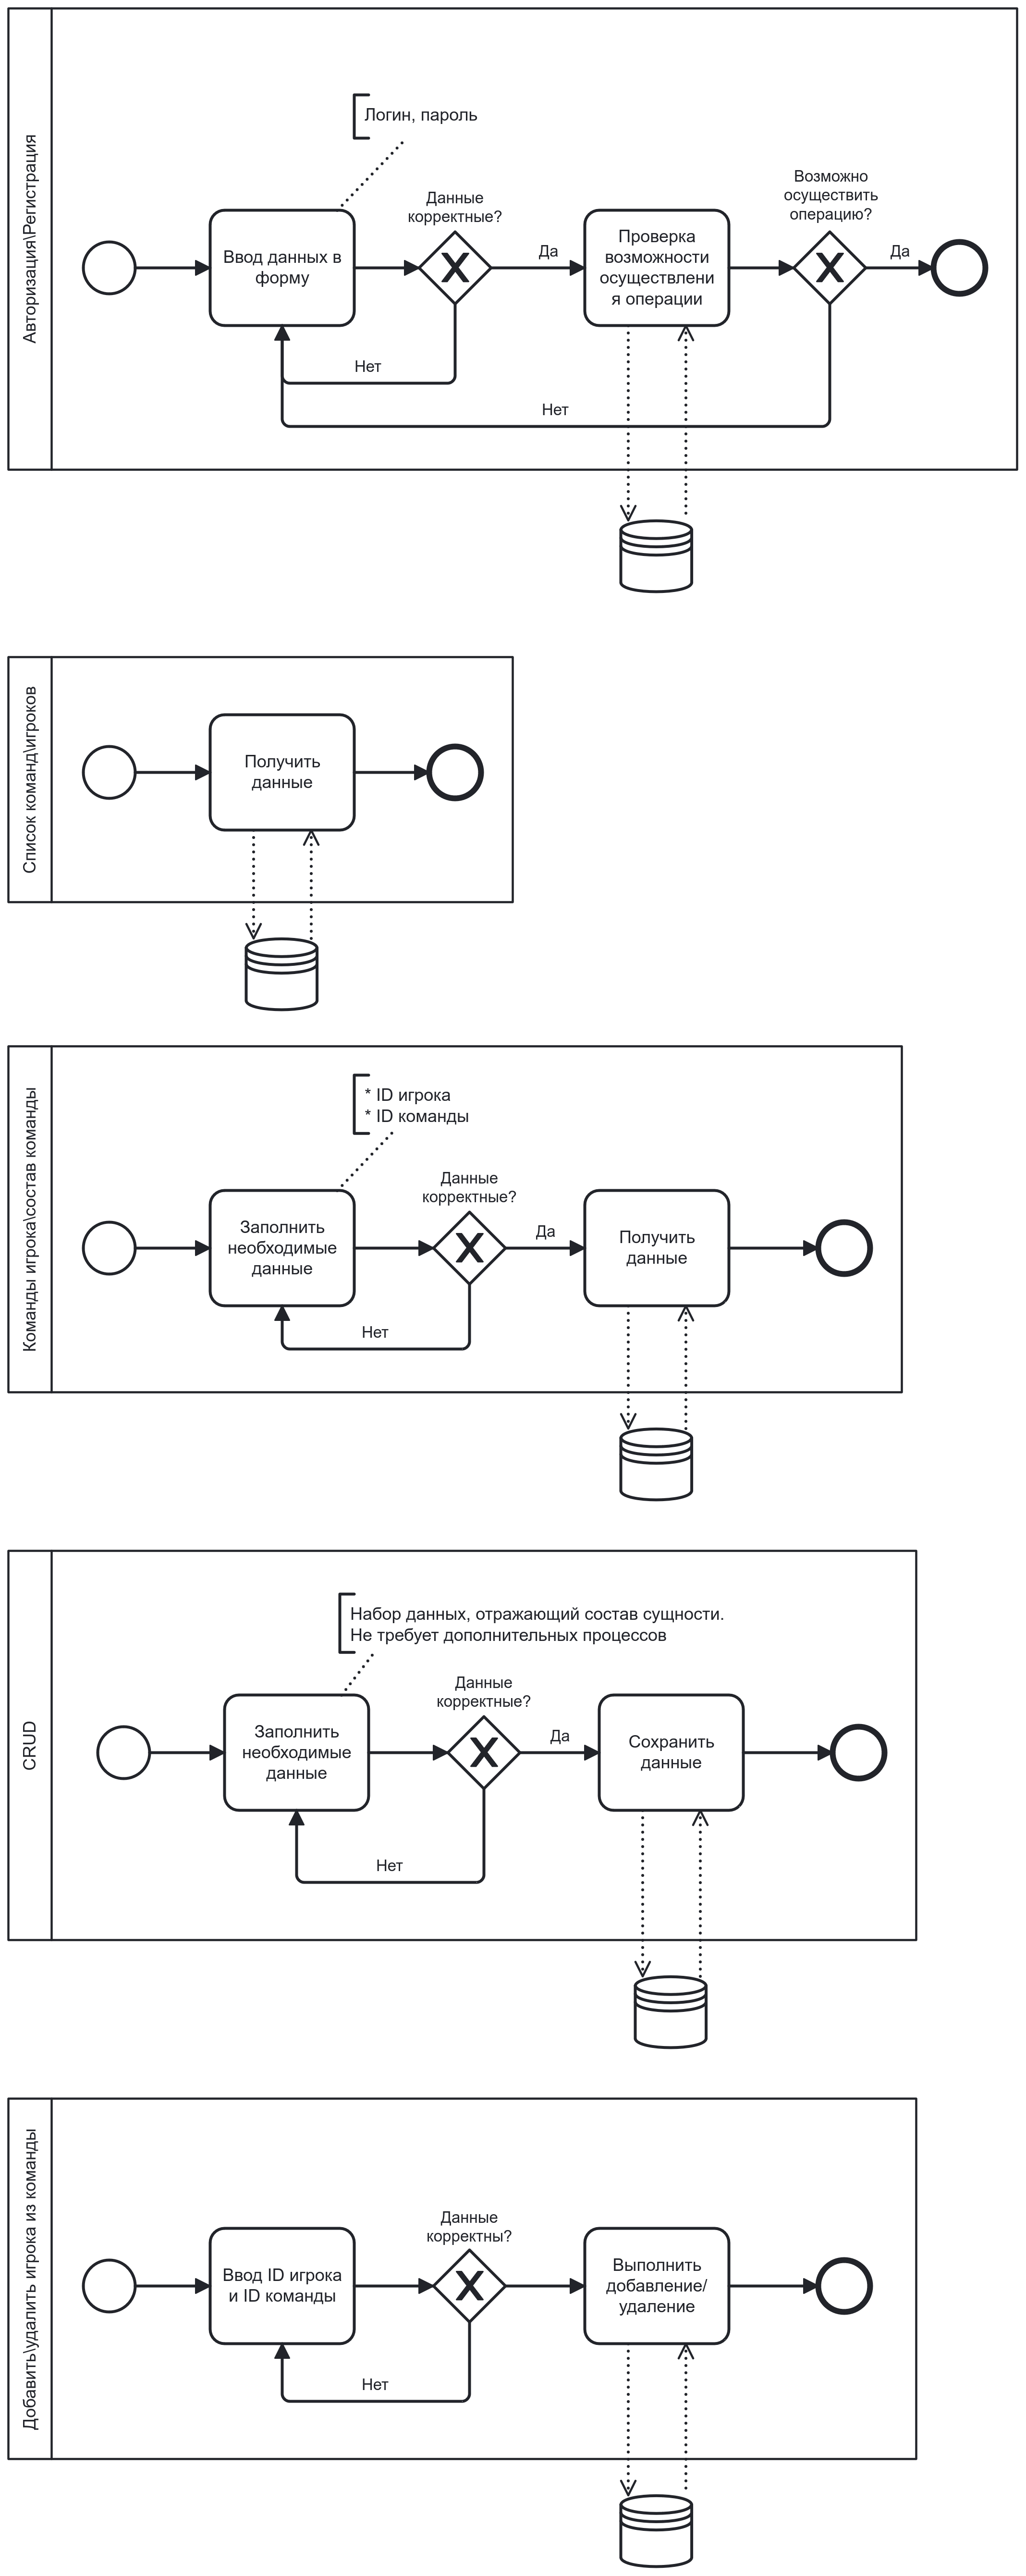 Авторизация\Регистрация
Логин, пароль
Ввод данных в
форму
Данные
корректные?
Да
Нет
Проверка
возможности
осуществлени
я операции
Возможно
осуществить
операцию?
Да
Нет
Список команд\игроков
Получить
данные
Команды игрока\состав команды
* ID игрока
* ID команды
Заполнить
необходимые
данные
Данные
корректные?
Да
Нет
Получить
данные
CRUD
Набор данных, отражающий состав сущности.
Не требует дополнительных процессов
Заполнить
необходимые
данные
Данные
корректные?
Да
Нет
Сохранить
данные
Добавить\удалить игрока из команды
Ввод ID игрока
и ID команды
Данные
корректны?
Нет
Выполнить
добавление/
удаление